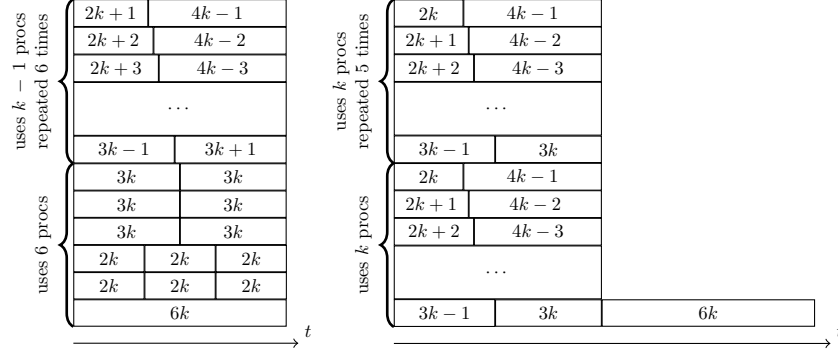 uses k − 1 procs
repeated 6 times
2k + 1 4k − 1
2k + 2 4k − 2
2k + 3 4k − 3
...
3k − 1 3k + 1
uses 6 procs
3k 3k
3k 3k
3k 3k
2k 2k 2k
2k 2k 2k
6k
t
uses k procs
repeated 5 times
2k 4k − 1
2k + 1 4k − 2
2k + 2 4k − 3
...
3k − 1 3k
uses k procs
2k 4k − 1
2k + 1 4k − 2
2k + 2 4k − 3
...
3k − 1 3k 6k